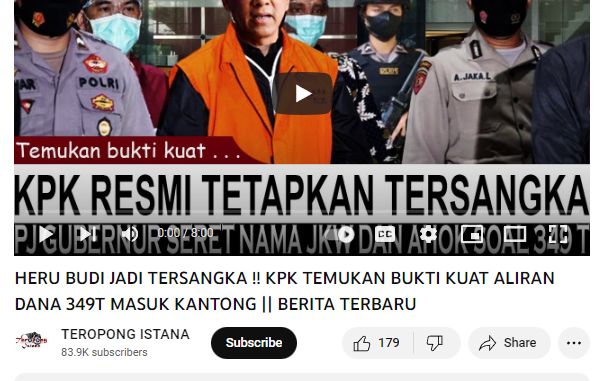 AR
POLRI
A. JAKA.L
Temukan bukti kuat . . .
KPK RESMI TETAPKAN TERSANGKA
PJ GUBERNUR SERET NAMA JKW DAN AHOK SOAL 349 T
0:00 / 8:00
CC
HERU BUDI JADI TERSANGKA !! KPK TEMUKAN BUKTI KUAT ALIRAN
DANA 349T MASUK KANTONG || BERITA TERBARU
TEROPONG ISTANA
83.9K subscribers
Subscribe
179
Share